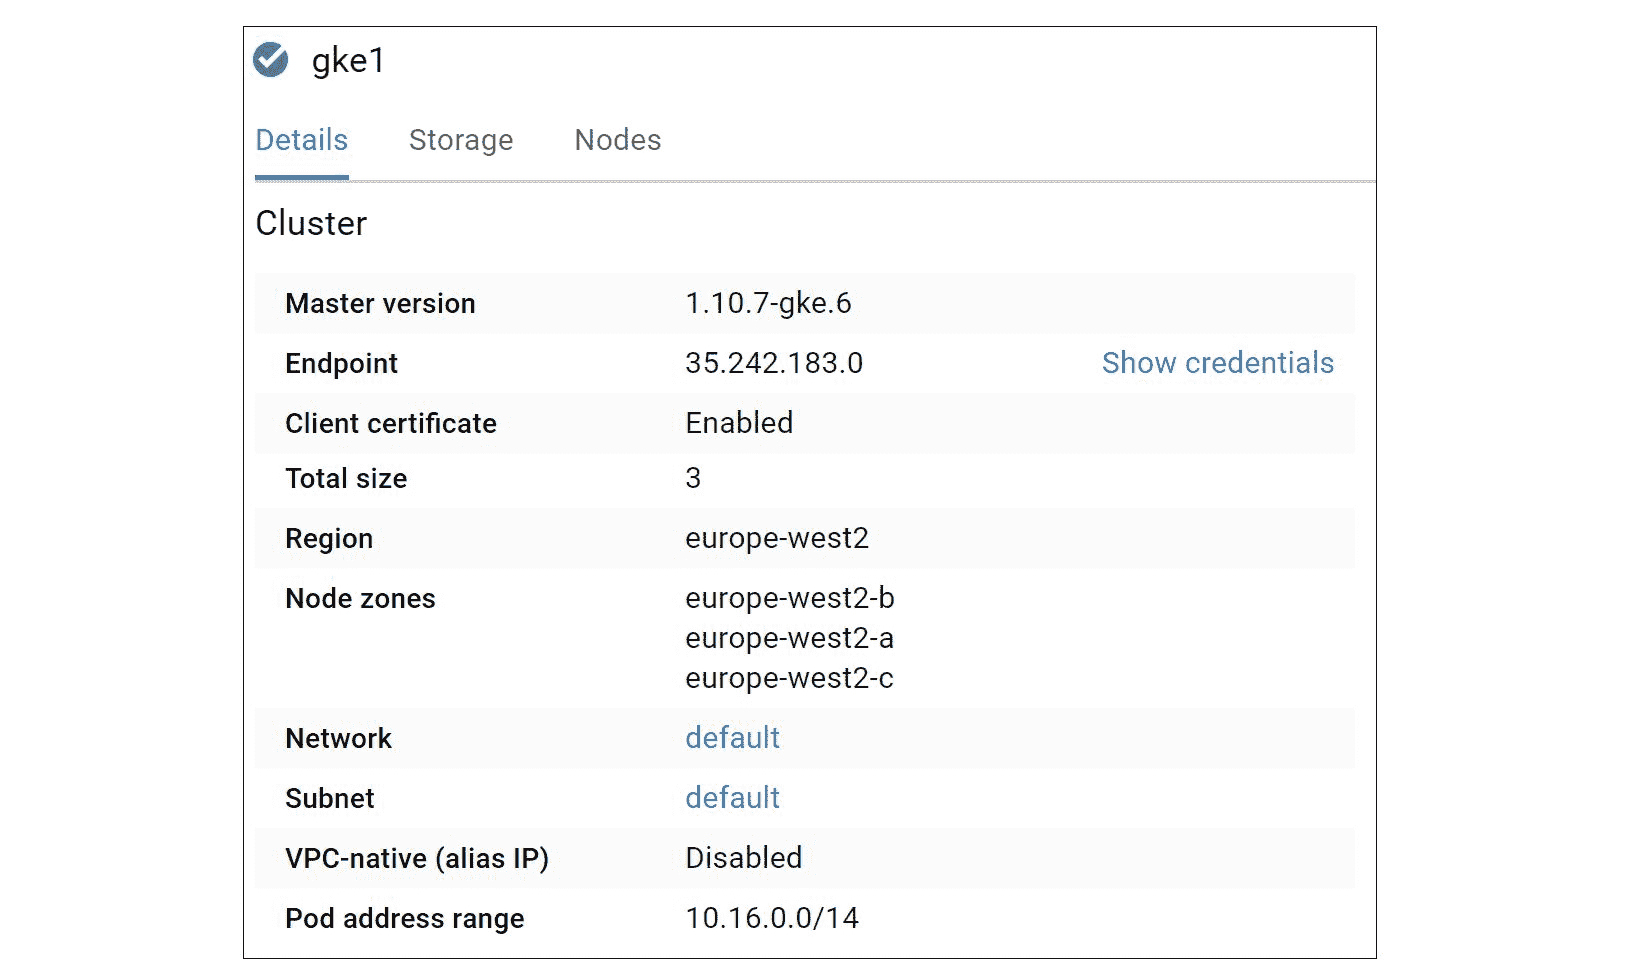 gke1
Details Storage Nodes
Cluster
Master version 1.10.7-gke.6
Endpoint 35.242.183.0 Show credentials
Client certificate Enabled
Total size 3
Region europe-west2
Node zones europe-west2-b
europe-west2-a
europe-west2-c
Network default
Subnet default
VPC-native (alias IP) Disabled
Pod address range 10.16.0.0/14